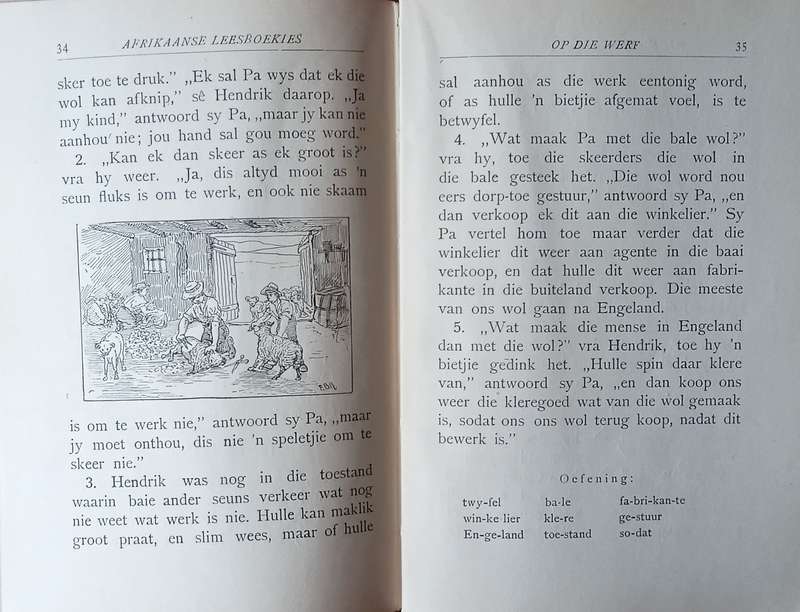 34
AFRIKAANSE LEESBOEKIES
sker toe te druk.” „Ek sal Pa wys dat ek die
wol kan afknip,” sê Hendrik daarop. „Ja
my kind,” antwoord sy Pa, „maar jy kan nie
aanhou' nie; jou hand sal gou moeg word.”
2. „Kan ek dan skeer as ek groot is?”
vra hy weer. „Ja, dis altyd mooi as 'n
seun fluks is om te werk, en ook nie skaam
is om te werk nie,” antwoord sy Pa, „maar
jy moet onthou, dis nie 'n speletjie om te
skeer nie.”
3. Hendrik was nog in die toestand
waarin baie ander seuns verkeer wat nog
nie weet wat werk is nie. Hulle kan maklik
groot praat, en slim wees, maar of hulle
OP DIE WERF
35
sal aanhou as die werk eentonig word,
of as hulle 'n bietjie afgemat voel, is te
betwyfel.
4. „Wat maak Pa met die bale wol?”
vra hy, toe die skeerders die wol in
die bale gesteek het. „Die wol word nou
eers dorp-toe gestuur,” antwoord sy Pa, „en
dan verkoop ek dit aan die winkelier.” Sy
Pa vertel hom toe maar verder dat die
winkelier dit weer aan agente in die baai
verkoop, en dat hulle dit weer aan fabri-
kante in die buiteland verkoop. Die meeste
van ons wol gaan na Engeland.
5. „Wat maak die mense in Engeland
dan met die wol?” vra Hendrik, toe hy 'n
bietjie gedink het. „Hulle spin daar klere
van,” antwoord sy Pa, „en dan koop ons
weer die kleregoed wat van die wol gemaak
is, sodat ons ons wol terug koop, nadat dit
bewerk is.”
Oefening:
twy-fel ba-le fa-bri-kan-te
win-ke lier kle-re ge-stuur
En-ge-land toe-stand so-dat